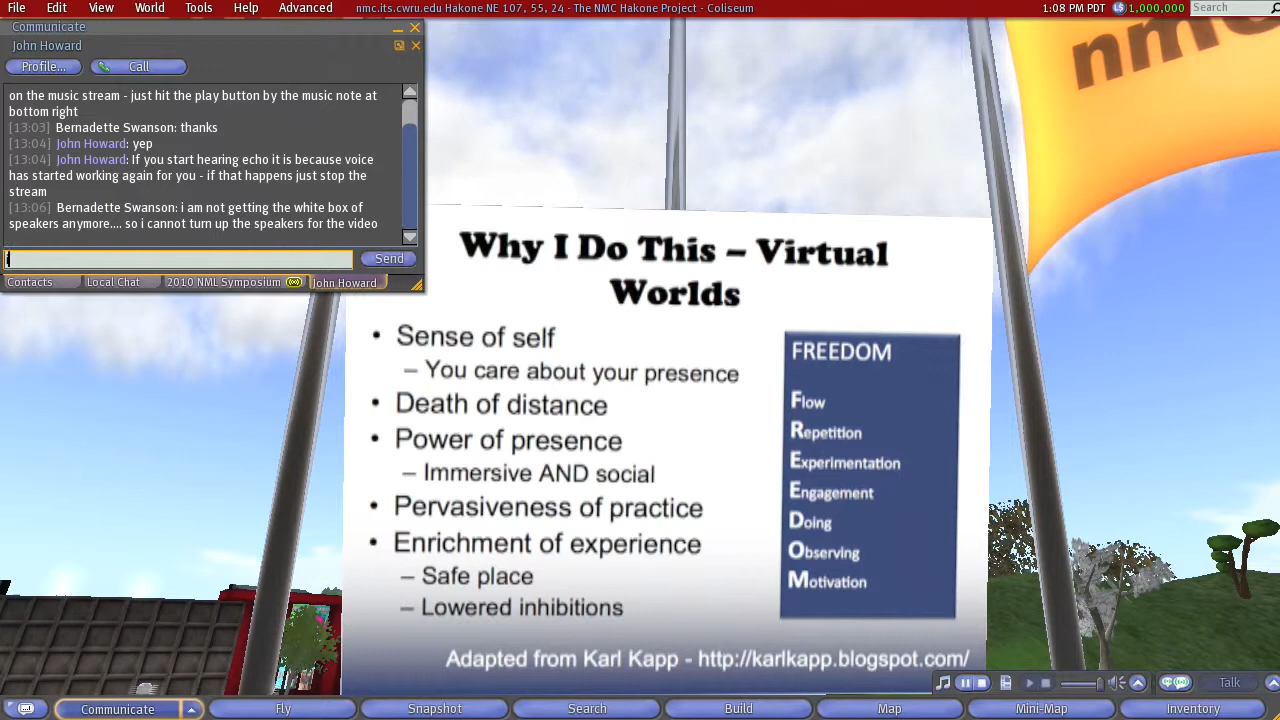 File Edit View World Tools Help Advanced
nmc.its.cwru.edu Hakone NE 107, 55, 24 - The NMC Hakone Project - Coliseum
1:08 PM PDT L$ 1,000,000 Search
Communicate
John Howard
Profile... Call
on the music stream - just hit the play button by the music note at
bottom right
[13:03] Bernadette Swanson: thanks
[13:04] John Howard: yep
[13:04] John Howard: If you start hearing echo it is because voice
has started working again for you - if that happens just stop the
stream
[13:06] Bernadette Swanson: i am not getting the white box of
speakers anymore.... so i cannot turn up the speakers for the video
Send
Contacts Local Chat 2010 NML Symposium John Howard
nmc
Why I Do This – Virtual
Worlds
• Sense of self
– You care about your presence
• Death of distance
• Power of presence
– Immersive AND social
• Pervasiveness of practice
• Enrichment of experience
– Safe place
– Lowered inhibitions
FREEDOM
Flow
Repetition
Experimentation
Engagement
Doing
Observing
Motivation
Adapted from Karl Kapp - http://karlkapp.blogspot.com/
Talk
Communicate Fly Snapshot Search Build Map Mini-Map Inventory